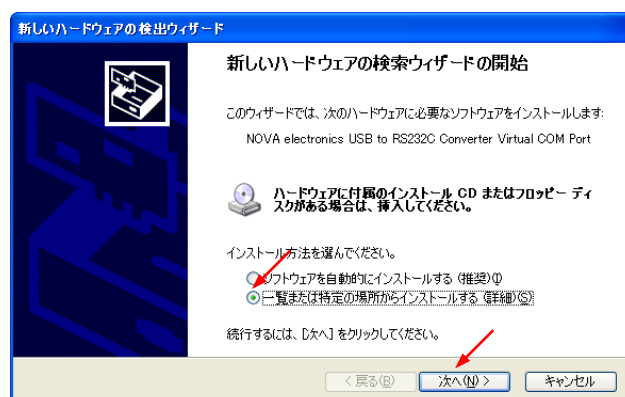 新しいハードウェアの検出ウィザード
新しいハードウェアの検索ウィザードの開始
このウィザードでは、次のハードウェアに必要なソフトウェアをインストールします:
NOVA electronics USB to RS232C Converter Virtual COM Port
ハードウェアに付属のインストール CD またはフロッピー ディ
スクがある場合は、挿入してください。
インストール方法を選んでください。
ソフトウェアを自動的にインストールする (推奨)(I)
一覧または特定の場所からインストールする (詳細)(S)
続行するには、[次へ] をクリックしてください。
< 戻る(B) 次へ(N) > キャンセル